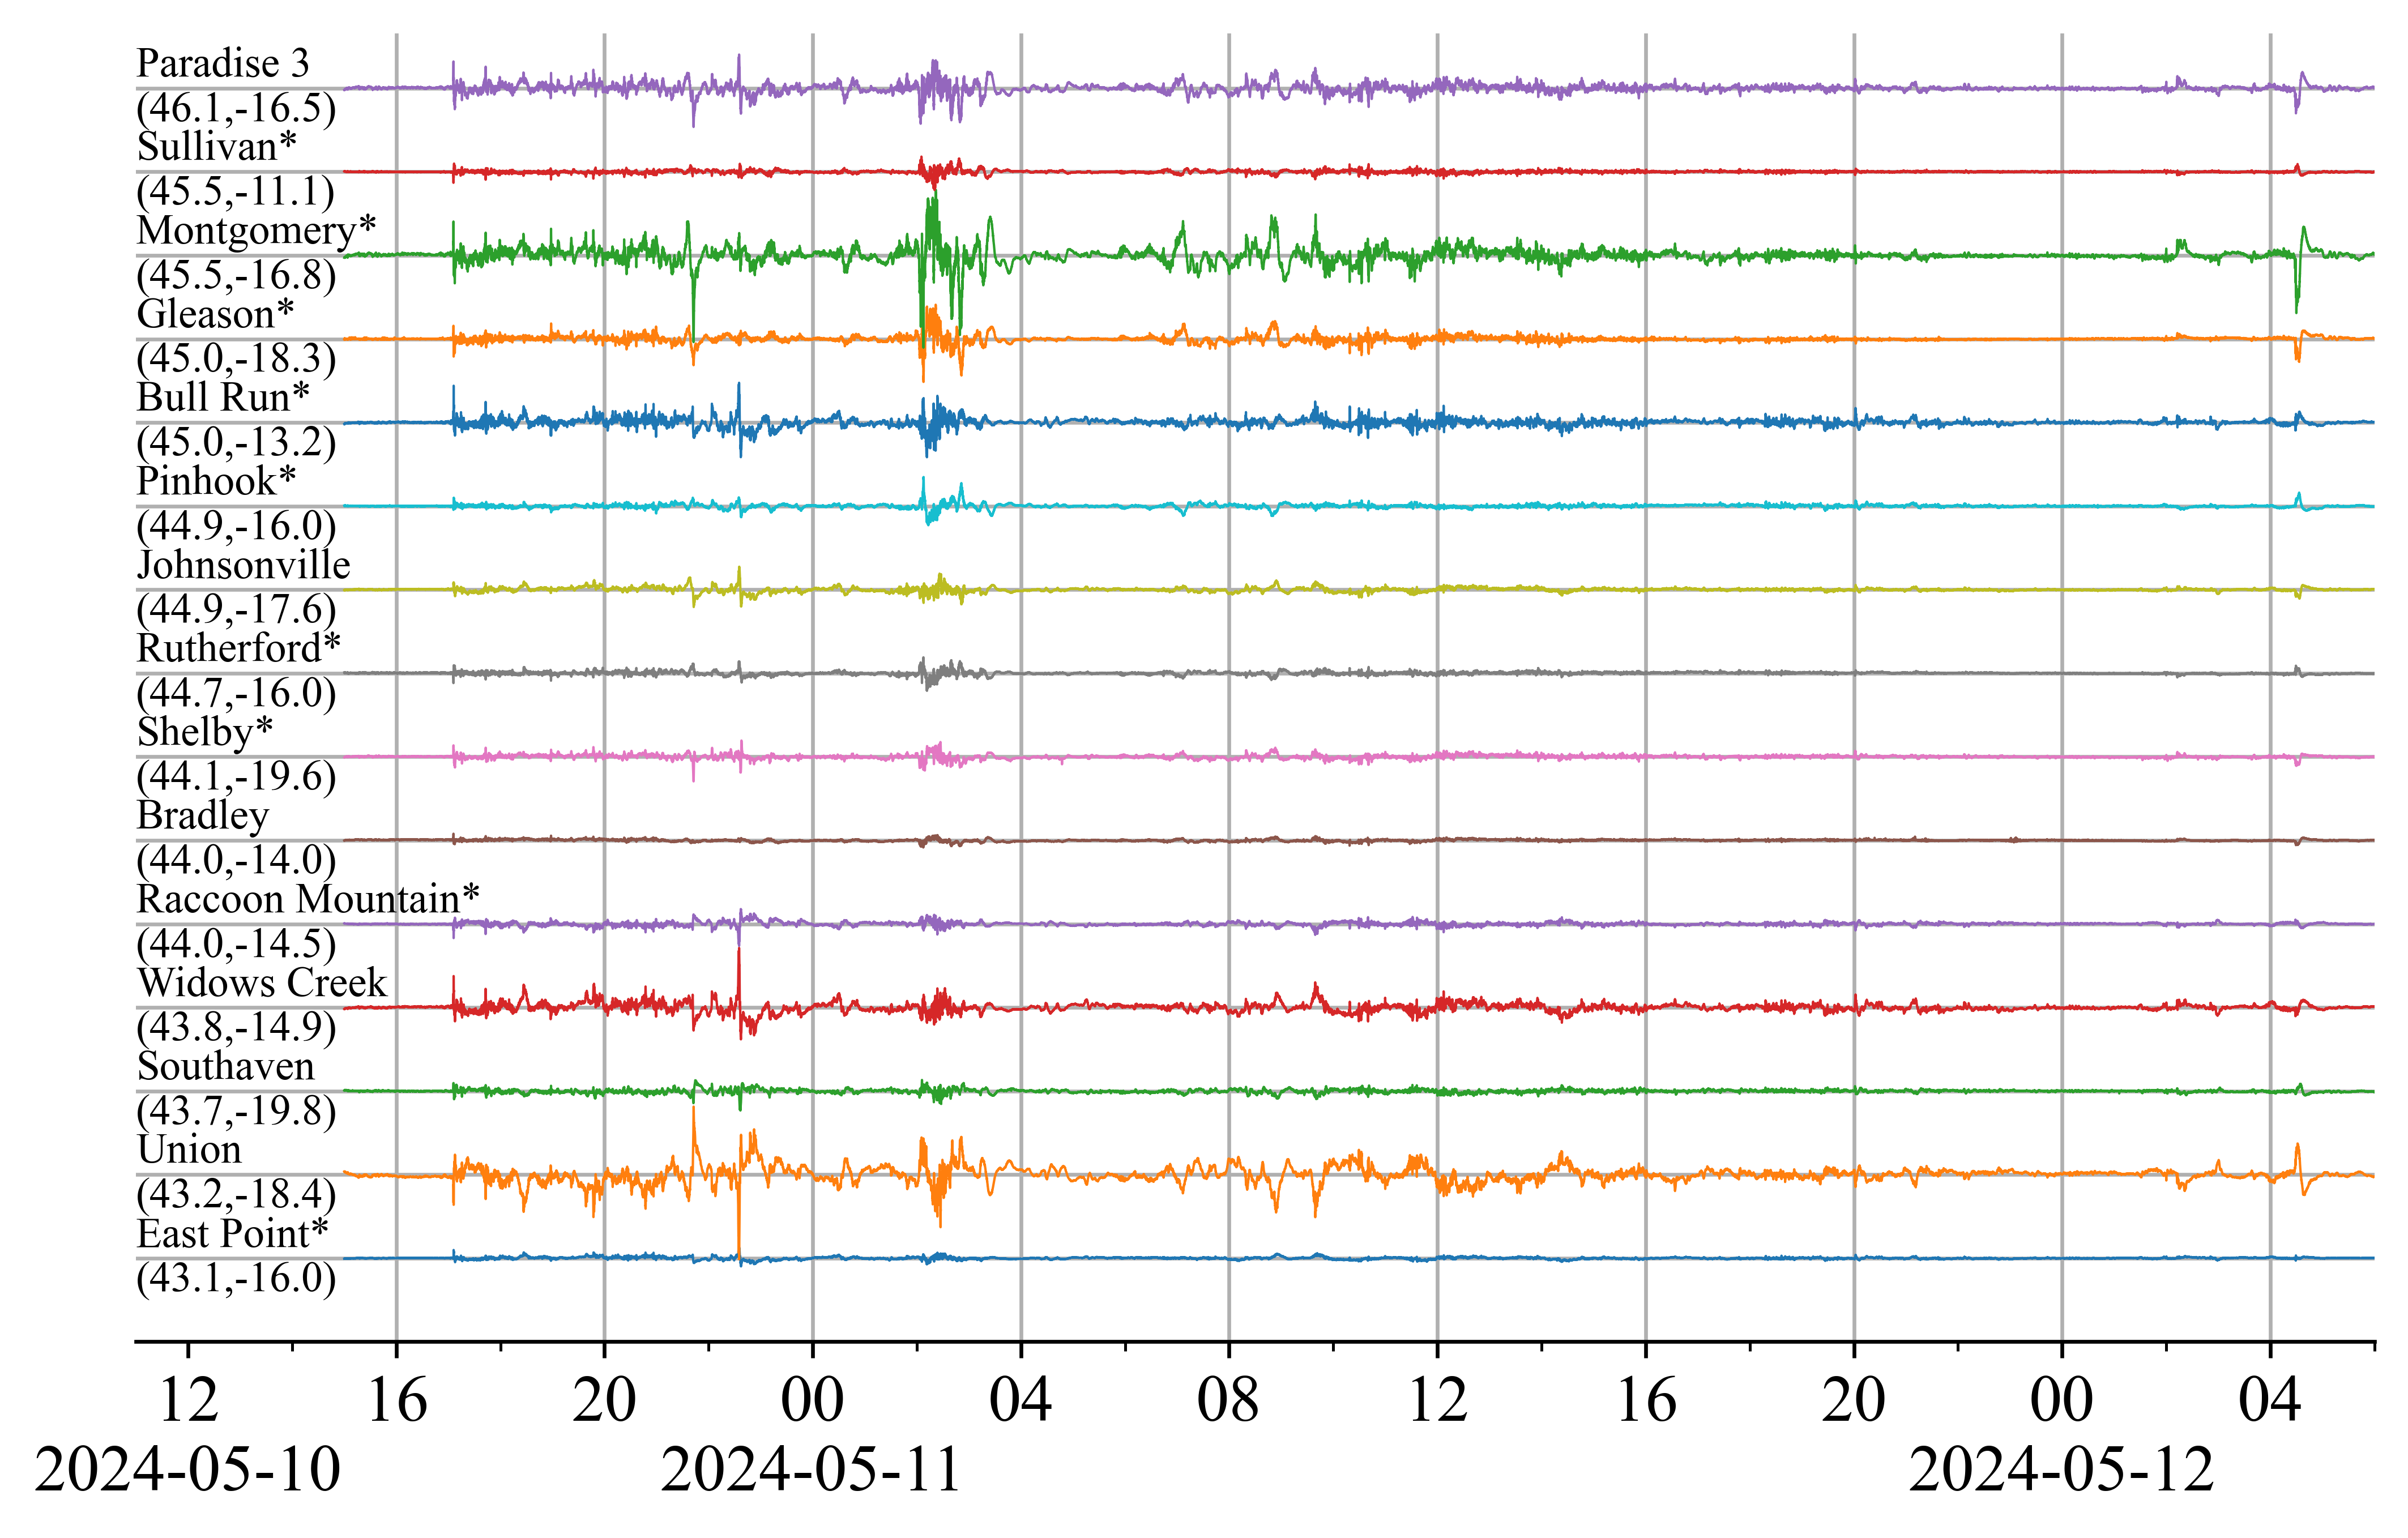 Paradise 3
(46.1,-16.5)
Sullivan*
(45.5,-11.1)
Montgomery*
(45.5,-16.8)
Gleason*
(45.0,-18.3)
Bull Run*
(45.0,-13.2)
Pinhook*
(44.9,-16.0)
Johnsonville
(44.9,-17.6)
Rutherford*
(44.7,-16.0)
Shelby*
(44.1,-19.6)
Bradley
(44.0,-14.0)
Raccoon Mountain*
(44.0,-14.5)
Widows Creek
(43.8,-14.9)
Southaven
(43.7,-19.8)
Union
(43.2,-18.4)
East Point*
(43.1,-16.0)
12 16 20 00 04 08 12 16 20 00 04
2024-05-10 2024-05-11 2024-05-12